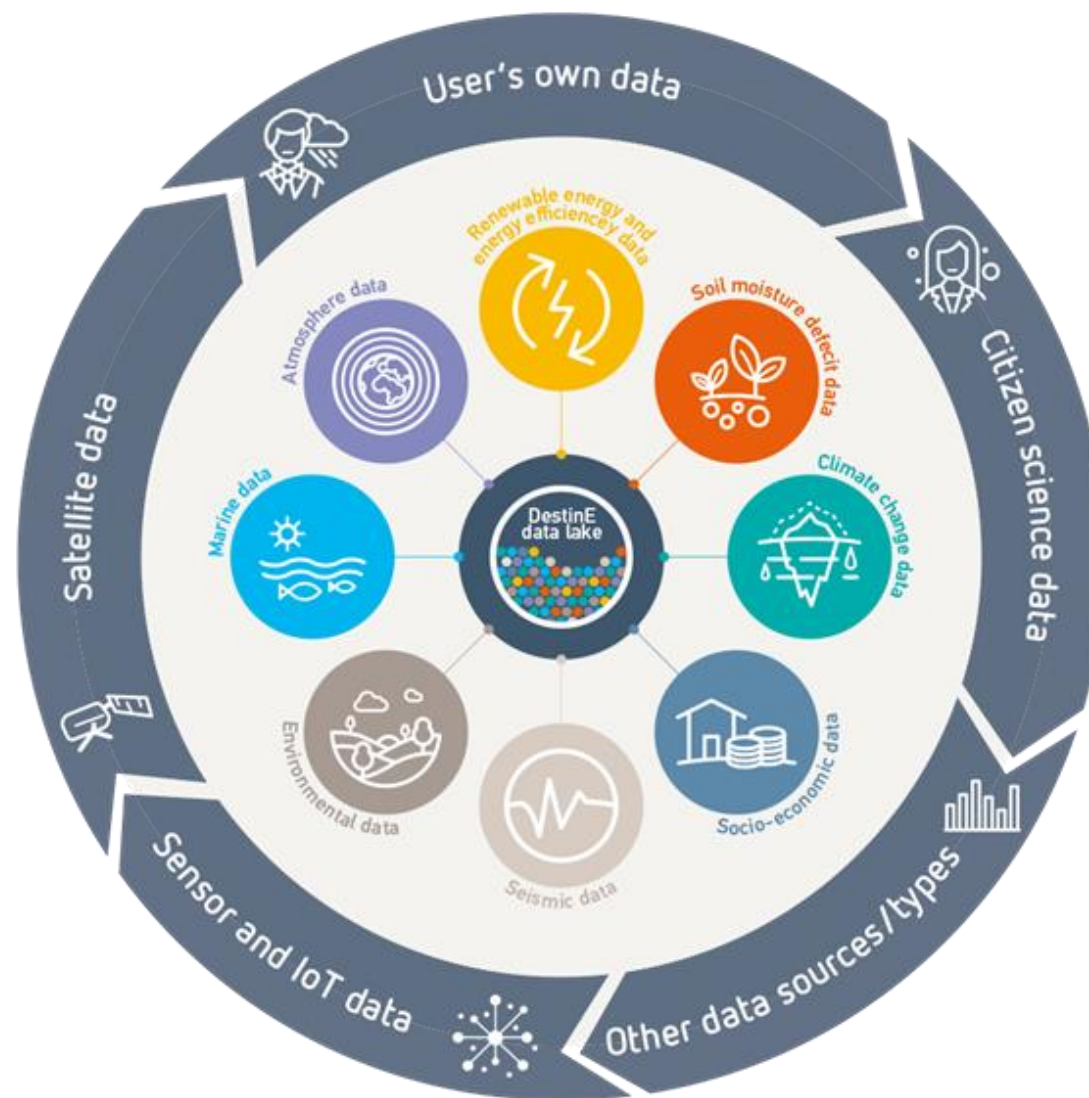 User's own data
Citizen science data
Other data sources/types
Sensor and IoT data
Satellite data
Renewable energy and
energy efficiencey data
Soil moisture defecit data
Climate change data
Socio-economic data
Seismic data
Environmental data
Marine data
Atmosphere data
DestinE
data lake